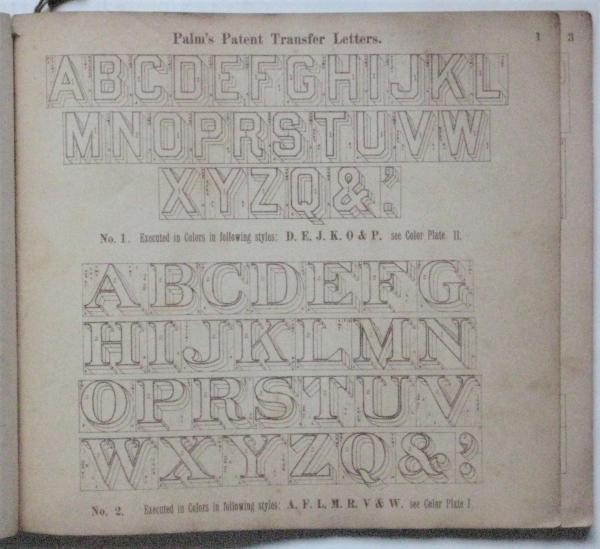 Palm's Patent Transfer Letters. 1 3
ABCDEFGHIJKL
MNOPRSTUVW
XYZQ&!
No. 1. Executed in Colors in following styles: D. E. J. K. O & P. see Color Plate II.
ABCDEFG
HIJKLMN
OPRSTUV
WXYZQ&!
No. 2. Executed in Colors in following styles: A. F. L. M. R. V & W. see Color Plate I.